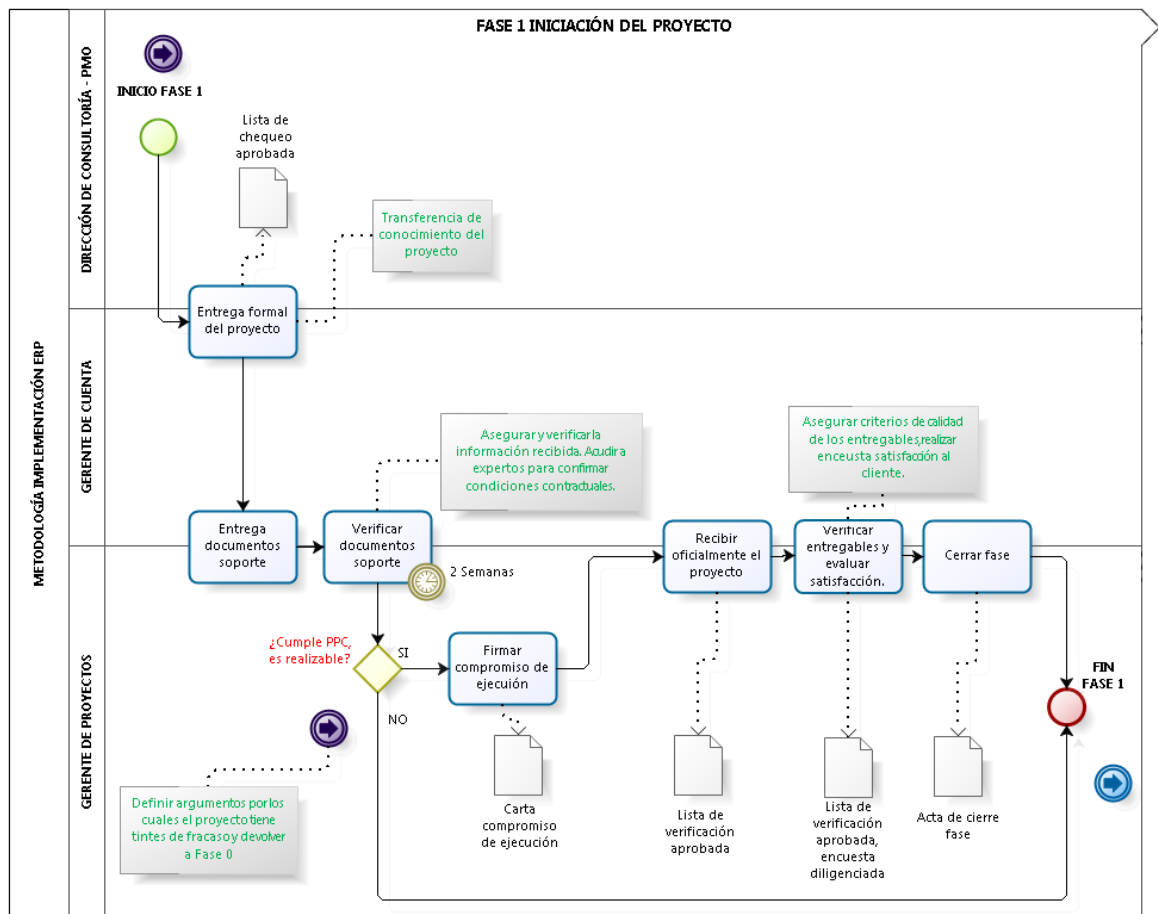 FASE 1 INICIACIÓN DEL PROYECTO
METODOLOGÍA IMPLEMENTACIÓN ERP
DIRECCIÓN DE CONSULTORÍA - PMO
INICIO FASE 1
Lista de
chequeo
aprobada
Transferencia de
conocimiento del
proyecto
Entrega formal
del proyecto
GERENTE DE CUENTA
Asegurar y verificar la
información recibida. Acudir a
expertos para confirmar
condiciones contractuales.
Asegurar criterios de calidad
de los entregables,realizar
enceusta satisfacción al
cliente.
Entrega
documentos
soporte
Verificar
documentos
soporte
2 Semanas
Recibir
oficialmente el
proyecto
Verificar
entregables y
evaluar
satisfacción.
Cerrar fase
GERENTE DE PROYECTOS
¿Cumple PPC,
es realizable?
SI
NO
Firmar
compromiso de
ejecución
FIN
FASE 1
Definir argumentos por los
cuales el proyecto tiene
tintes de fracaso y devolver
a Fase 0
Carta
compromiso
de ejecución
Lista de
verificación
aprobada
Lista de
verificación
aprobada,
encuesta
diligenciada
Acta de cierre
fase